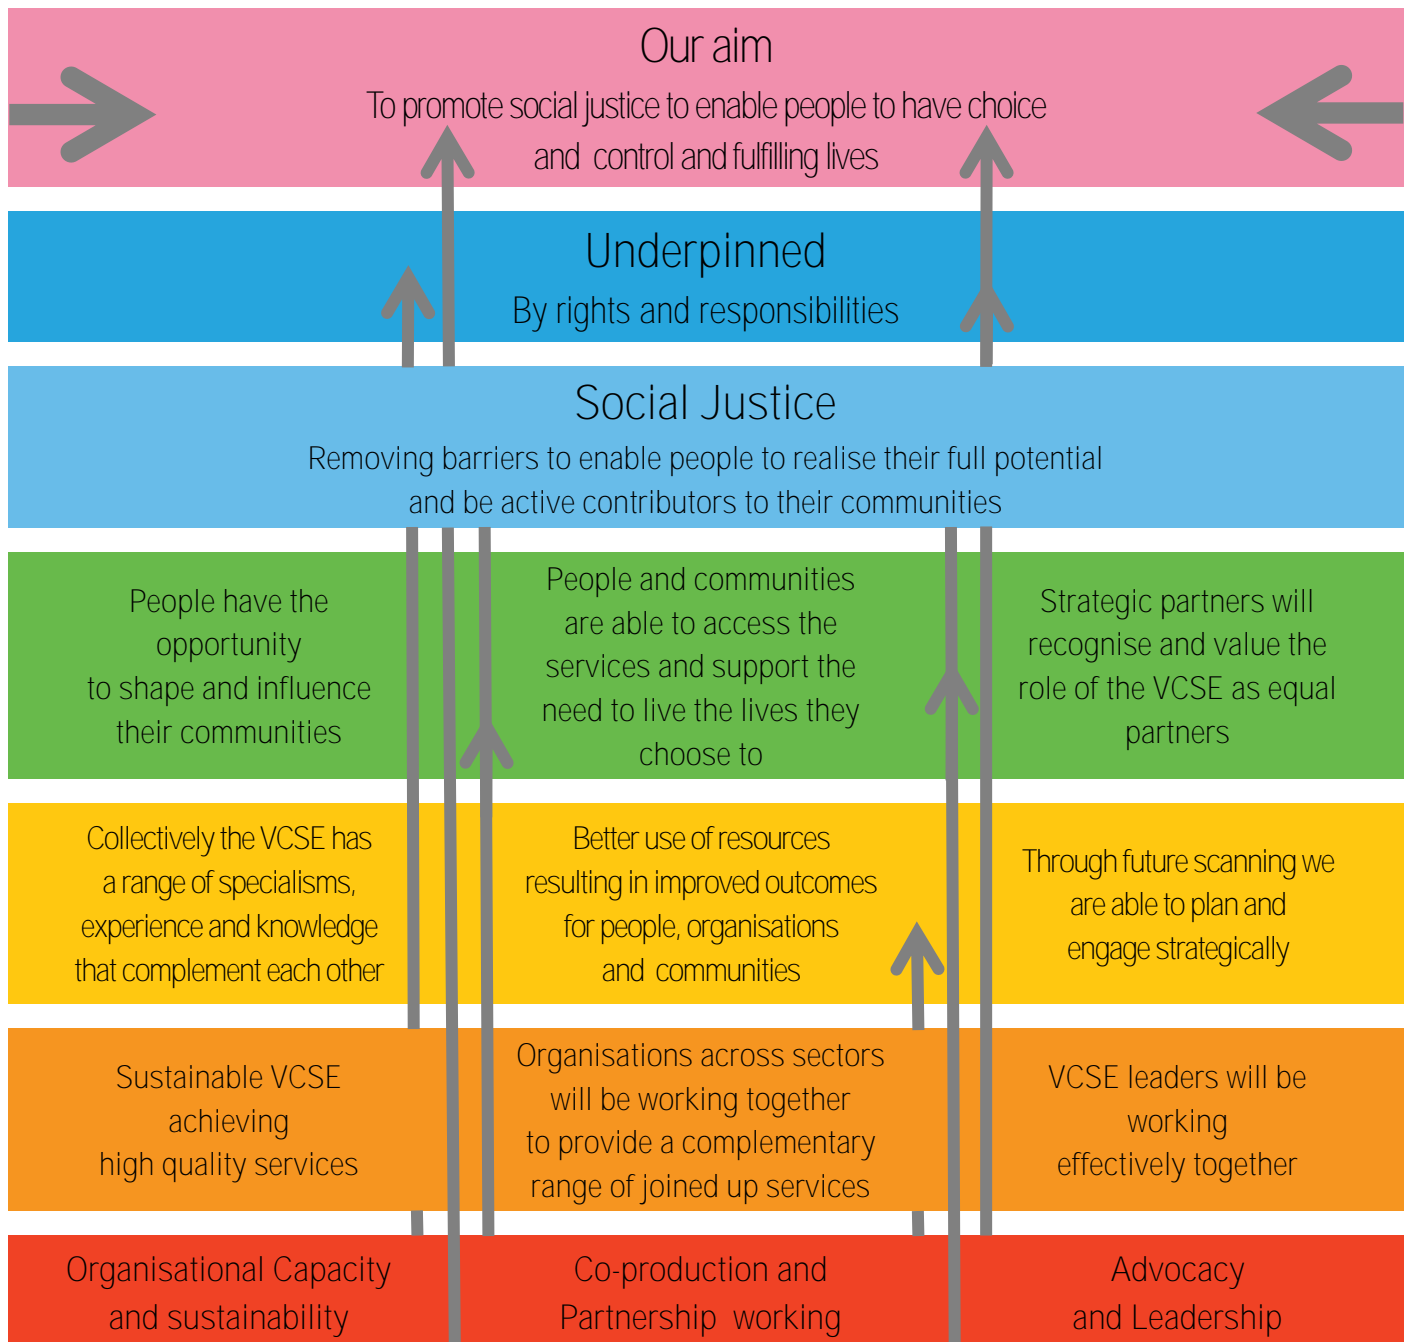 Our aim
To promote social justice to enable people to have choice
and control and fulfilling lives
Underpinned
By rights and responsibilities
Social Justice
Removing barriers to enable people to realise their full potential
and be active contributors to their communities
People have the
opportunity
to shape and influence
their communities
People and communities
are able to access the
services and support the
need to live the lives they
choose to
Strategic partners will
recognise and value the
role of the VCSE as equal
partners
Collectively the VCSE has
a range of specialisms,
experience and knowledge
that complement each other
Better use of resources
resulting in improved outcomes
for people, organisations
and communities
Through future scanning we
are able to plan and
engage strategically
Sustainable VCSE
achieving
high quality services
Organisations across sectors
will be working together
to provide a complementary
range of joined up services
VCSE leaders will be
working
effectively together
Organisational Capacity
and sustainability
Co-production and
Partnership working
Advocacy
and Leadership